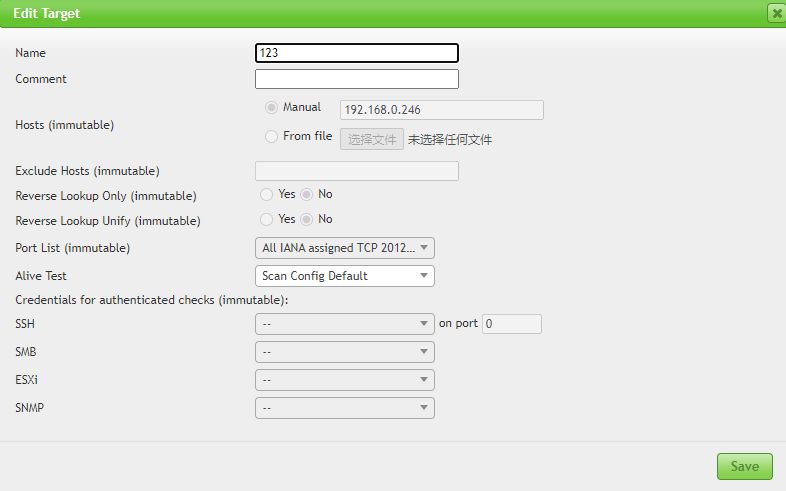 Edit Target
Name 123
Comment
Hosts (immutable) Manual 192.168.0.246
From file 选择文件 未选择任何文件
Exclude Hosts (immutable)
Reverse Lookup Only (immutable) Yes No
Reverse Lookup Unify (immutable) Yes No
Port List (immutable) All IANA assigned TCP 2012...
Alive Test Scan Config Default
Credentials for authenticated checks (immutable):
SSH -- on port 0
SMB --
ESXi --
SNMP --
Save